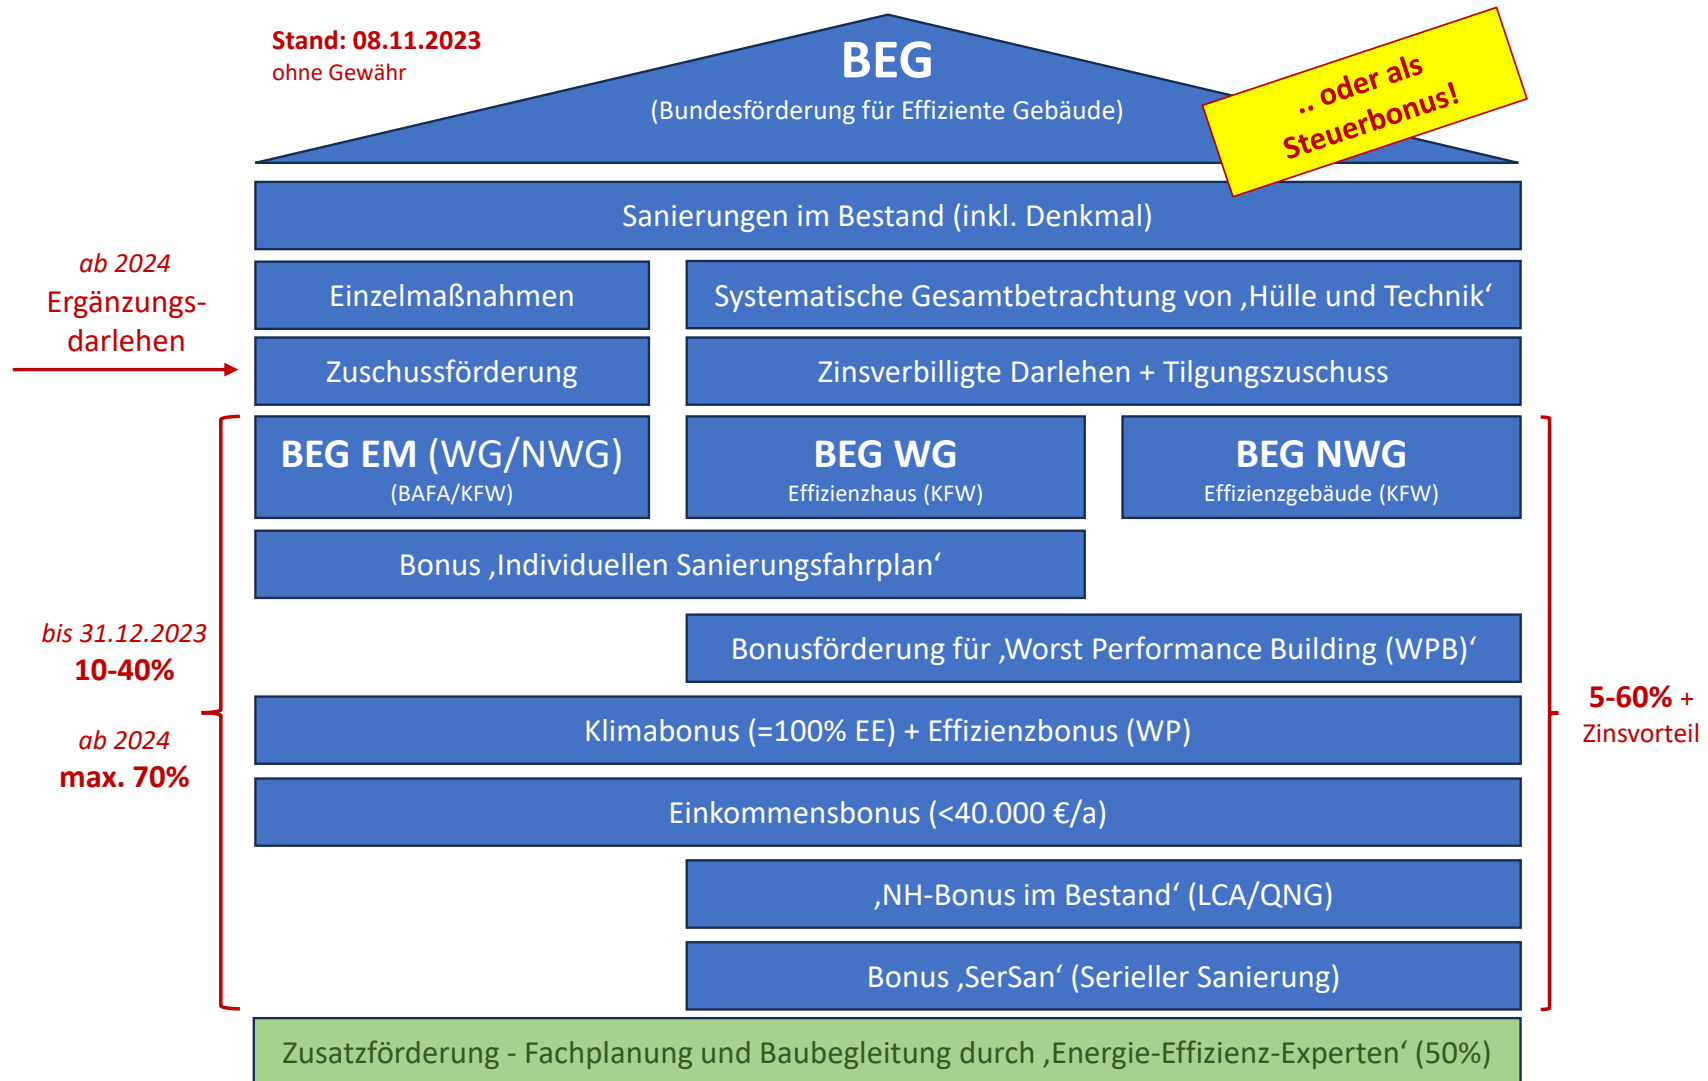 Stand: 08.11.2023
ohne Gewähr
BEG
(Bundesförderung für Effiziente Gebäude)
.. oder als
Steuerbonus!
Sanierungen im Bestand (inkl. Denkmal)
ab 2024
Ergänzungs-
darlehen
Einzelmaßnahmen
Systematische Gesamtbetrachtung von ‚Hülle und Technik‘
Zuschussförderung
Zinsverbilligte Darlehen + Tilgungszuschuss
BEG EM (WG/NWG)
(BAFA/KFW)
BEG WG
Effizienzhaus (KFW)
BEG NWG
Effizienzgebäude (KFW)
Bonus ‚Individuellen Sanierungsfahrplan‘
bis 31.12.2023
10-40%
ab 2024
max. 70%
Bonusförderung für ‚Worst Performance Building (WPB)‘
Klimabonus (=100% EE) + Effizienzbonus (WP)
5-60% +
Zinsvorteil
Einkommensbonus (<40.000 €/a)
‚NH-Bonus im Bestand‘ (LCA/QNG)
Bonus ‚SerSan‘ (Serieller Sanierung)
Zusatzförderung - Fachplanung und Baubegleitung durch ‚Energie-Effizienz-Experten‘ (50%)